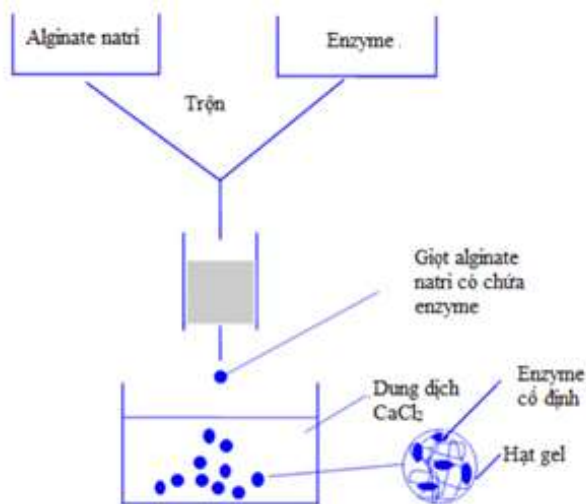 Alginate natri
Enzyme .
Trộn
Giọt alginate
natri có chứa
enzyme
Dung dịch
CaCl₂
Enzyme
cố định
Hạt gel